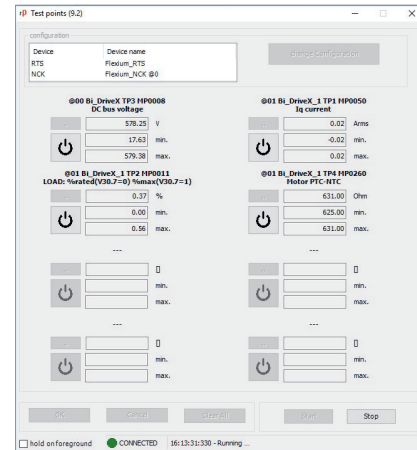 Test points (9.2)
configuration
Device Device name
RTS Flexium_RTS
NCK Flexium_NCK @0
change Configuration
@00 Bi_DriveX TP3 MP0008
DC bus voltage
... 578.25 V
17.63 min.
579.38 max.
@01 Bi_DriveX_1 TP1 MP0050
Iq current
... 0.02 Arms
-0.02 min.
0.02 max.
@01 Bi_DriveX_1 TP2 MP0011
LOAD: %rated(V30.7=0) %max(V30.7=1)
... 0.37 %
0.00 min.
0.56 max.
@01 Bi_DriveX_1 TP4 MP0260
Motor PTC-NTC
... 631.00 Ohm
625.00 min.
631.00 max.
---
... []
min.
max.
---
... []
min.
max.
---
... []
min.
max.
---
... []
min.
max.
OK Cancel Clear All Start Stop
hold on foreground CONNECTED 16:13:31:330 - Running ...